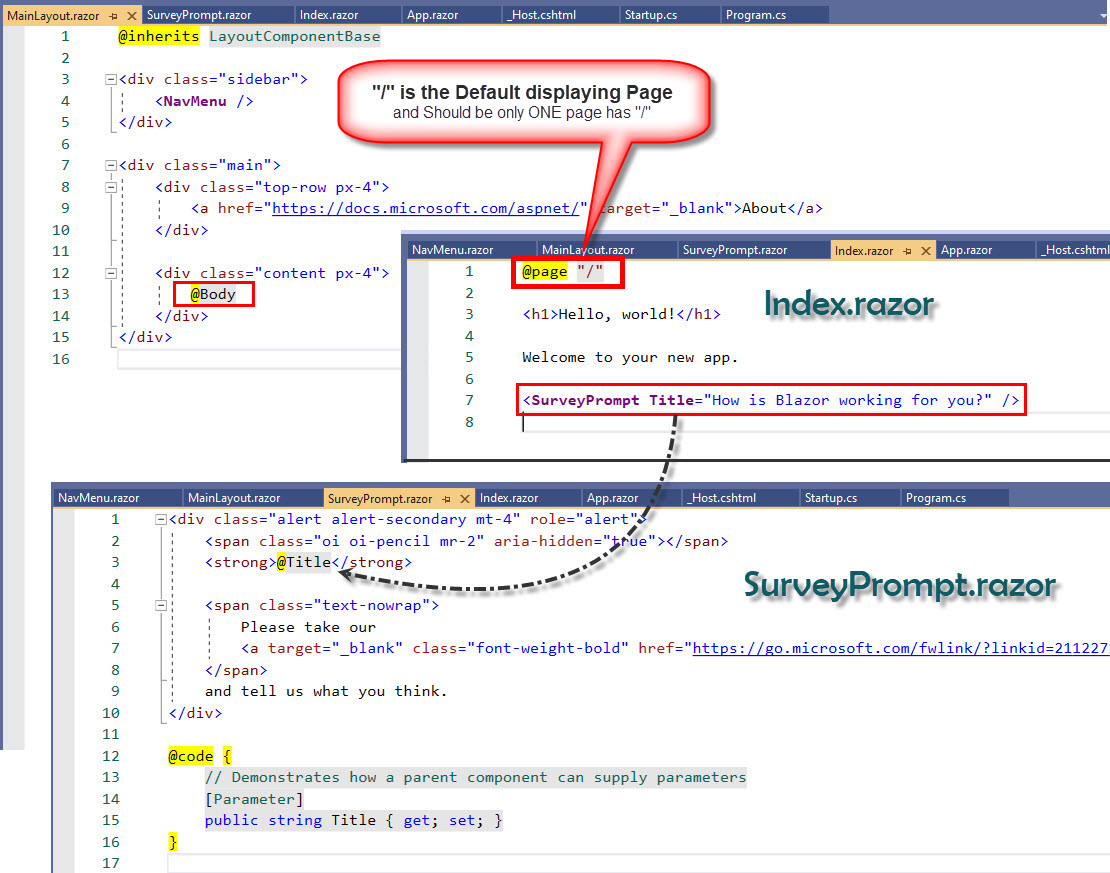 MainLayout.razor SurveyPrompt.razor Index.razor App.razor _Host.cshtml Startup.cs Program.cs
1 @inherits LayoutComponentBase
2
3 <div class="sidebar">
4 <NavMenu />
5 </div>
6
7 <div class="main">
8 <div class="top-row px-4">
9 <a href="https://docs.microsoft.com/aspnet/" target="_blank">About</a>
10 </div>
11
12 <div class="content px-4">
13 @Body
14 </div>
15 </div>
16
"/" is the Default displaying Page
and Should be only ONE page has "/"
NavMenu.razor MainLayout.razor SurveyPrompt.razor Index.razor App.razor _Host.cshtml
1 @page "/"
2
3 <h1>Hello, world!</h1>
4
5 Welcome to your new app.
6
7 <SurveyPrompt Title="How is Blazor working for you?" />
8
Index.razor
NavMenu.razor MainLayout.razor SurveyPrompt.razor Index.razor App.razor _Host.cshtml Startup.cs Program.cs
1 <div class="alert alert-secondary mt-4" role="alert">
2 <span class="oi oi-pencil mr-2" aria-hidden="true"></span>
3 <strong>@Title</strong>
4
5 <span class="text-nowrap">
6 Please take our
7 <a target="_blank" class="font-weight-bold" href="https://go.microsoft.com/fwlink/?linkid=211227
8 </span>
9 and tell us what you think.
10 </div>
11
12 @code {
13 // Demonstrates how a parent component can supply parameters
14 [Parameter]
15 public string Title { get; set; }
16 }
17
SurveyPrompt.razor